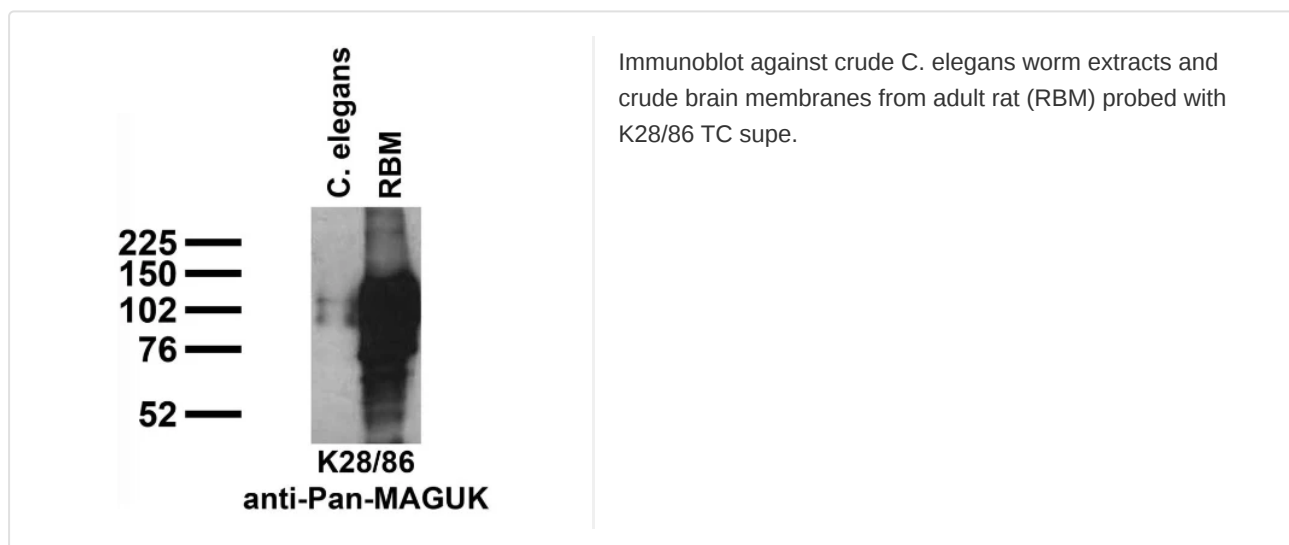 C. elegans
RBM
225
150
102
76
52
K28/86
anti-Pan-MAGUK
Immunoblot against crude C. elegans worm extracts and
crude brain membranes from adult rat (RBM) probed with
K28/86 TC supe.